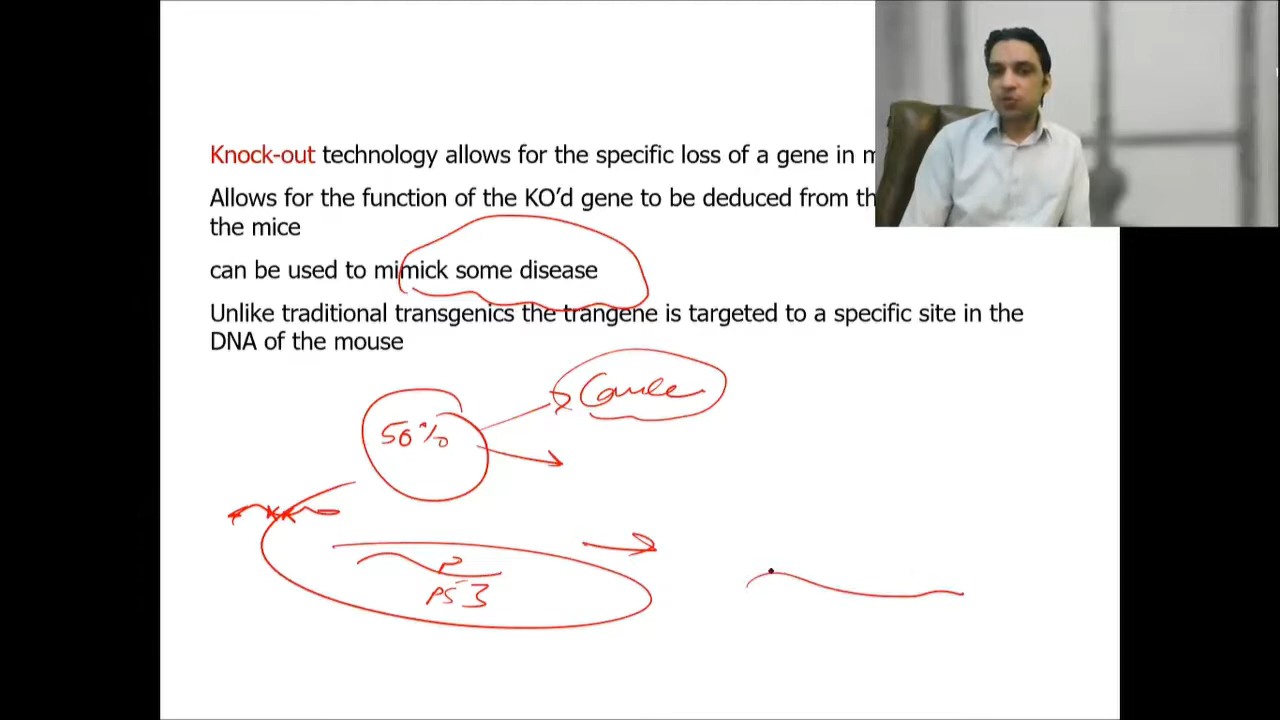 Knock-out technology allows for the specific loss of a gene in m
Allows for the function of the KO'd gene to be deduced from th
the mice
can be used to mimick some disease
Unlike traditional transgenics the trangene is targeted to a specific site in the
DNA of the mouse
50%
P
P53